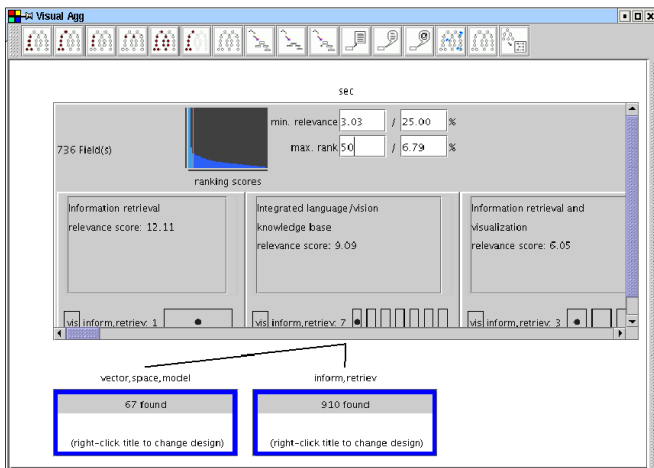 Visual Agg
sec
736 Field(s)
min. relevance 3.03 / 25.00 %
max. rank 50 / 6.79 %
ranking scores
Information retrieval
relevance score: 12.11
Integrated language/vision
knowledge base
relevance score: 9.09
Information retrieval and
visualization
relevance score: 6.05
vis inform,retriev: 1
vis inform,retriev: 7
vis inform,retriev: 3
vector,space,model
inform,retriev
67 found
(right-click title to change design)
910 found
(right-click title to change design)